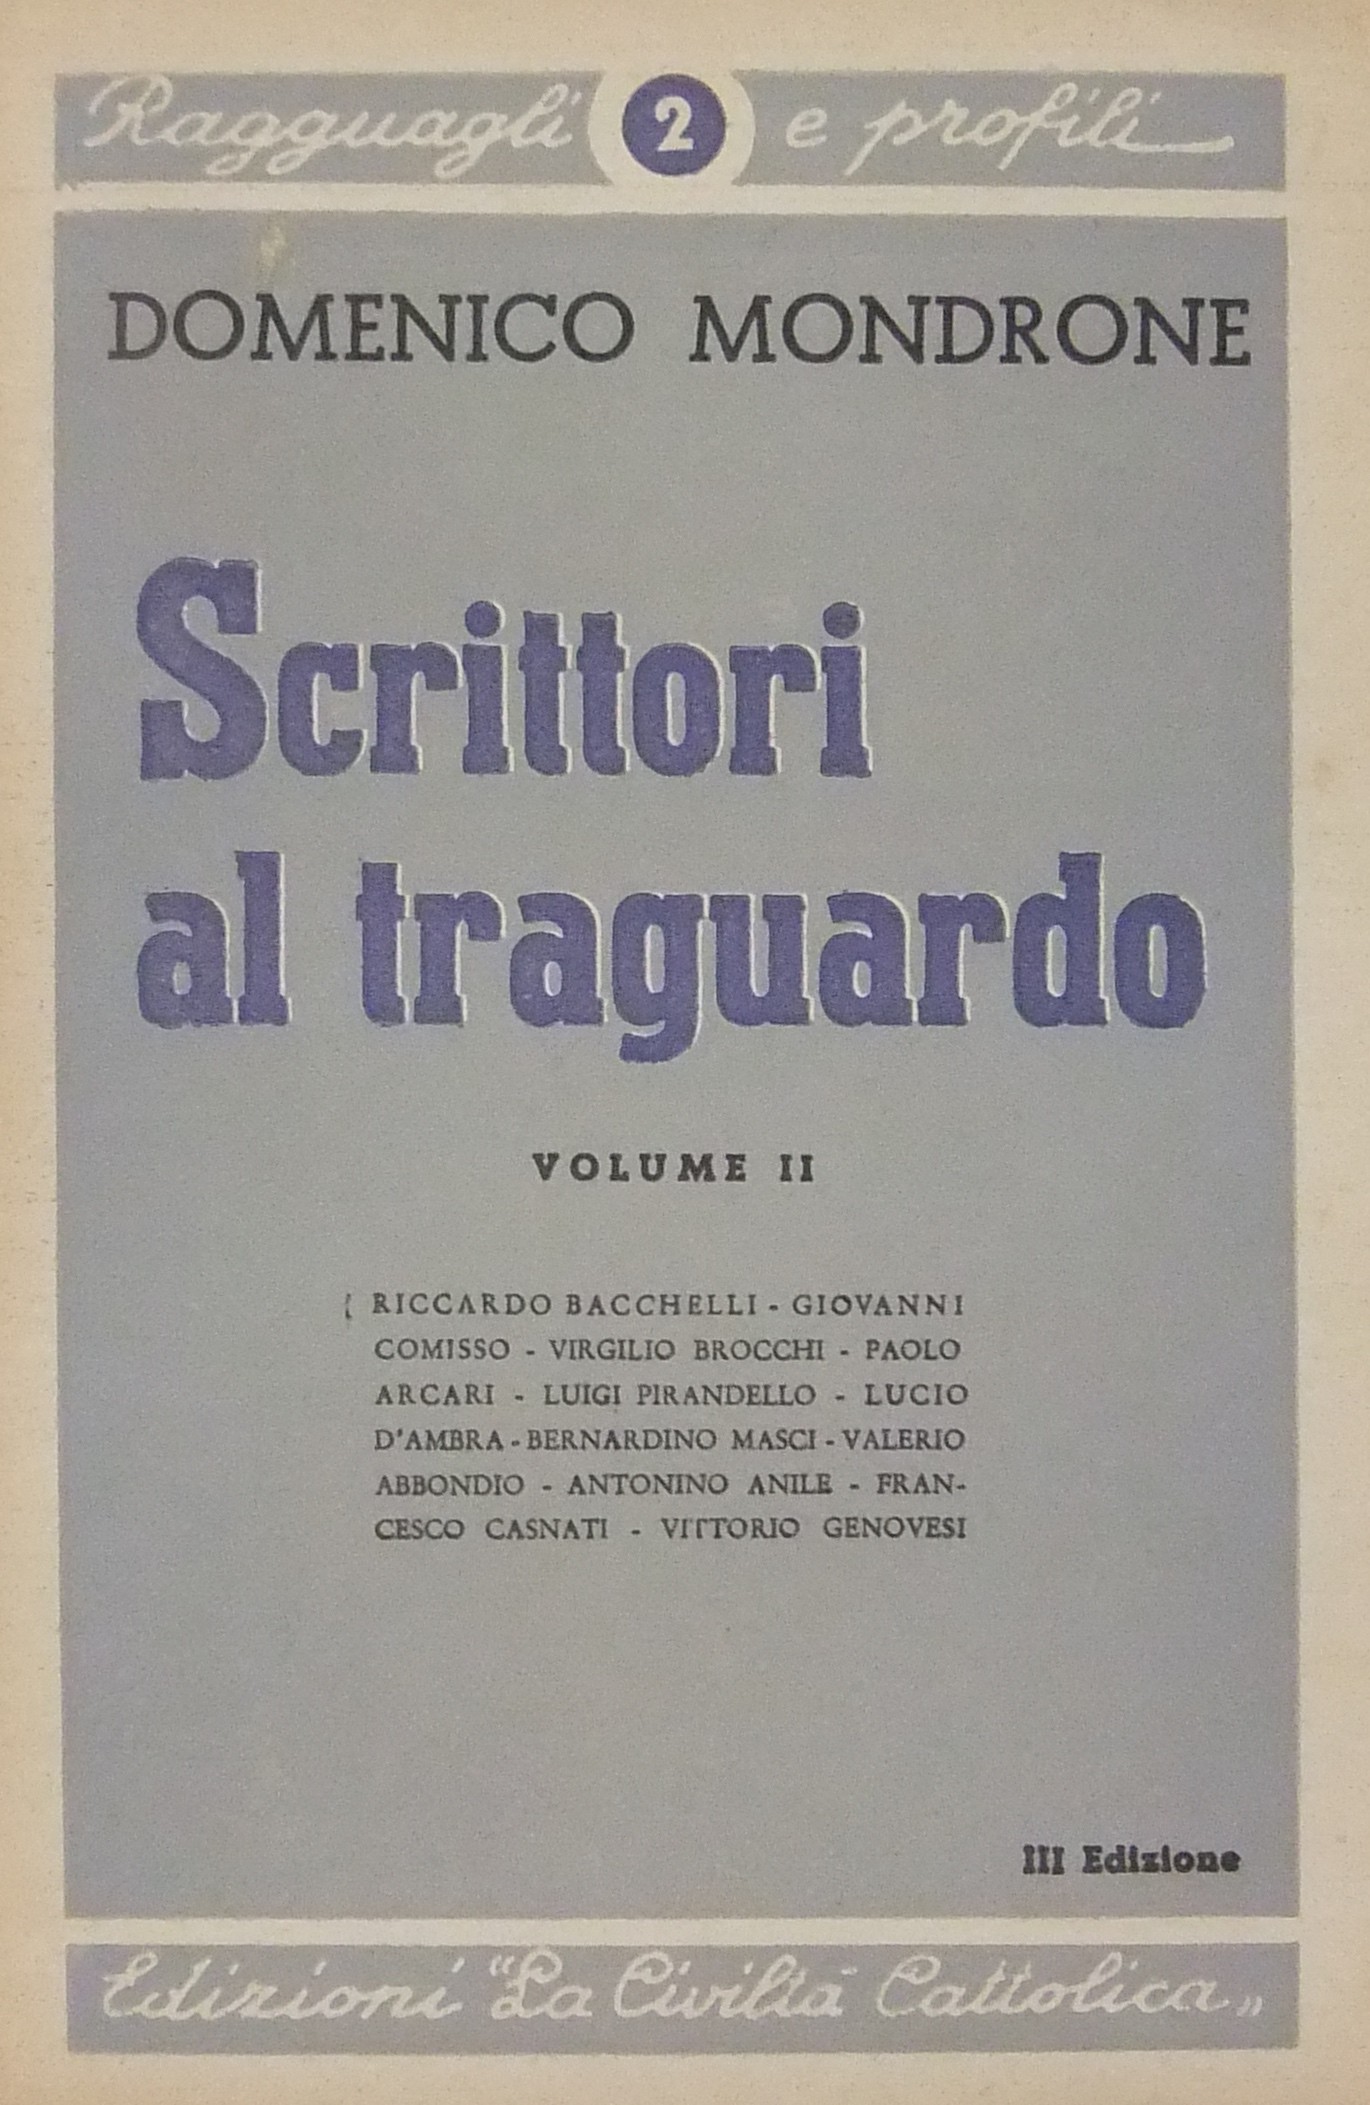 Ragguagli 2 e profili
DOMENICO MONDRONE
Scrittori
al traguardo
VOLUME II
RICCARDO BACCHELLI - GIOVANNI
COMISSO - VIRGILIO BROCCHI - PAOLO
ARCARI - LUIGI PIRANDELLO - LUCIO
D'AMBRA - BERNARDINO MASCI - VALERIO
ABBONDIO - ANTONINO ANILE - FRAN-
CESCO CASNATI - VITTORIO GENOVESI
III Edizione
Edizioni "La Civiltà Cattolica„